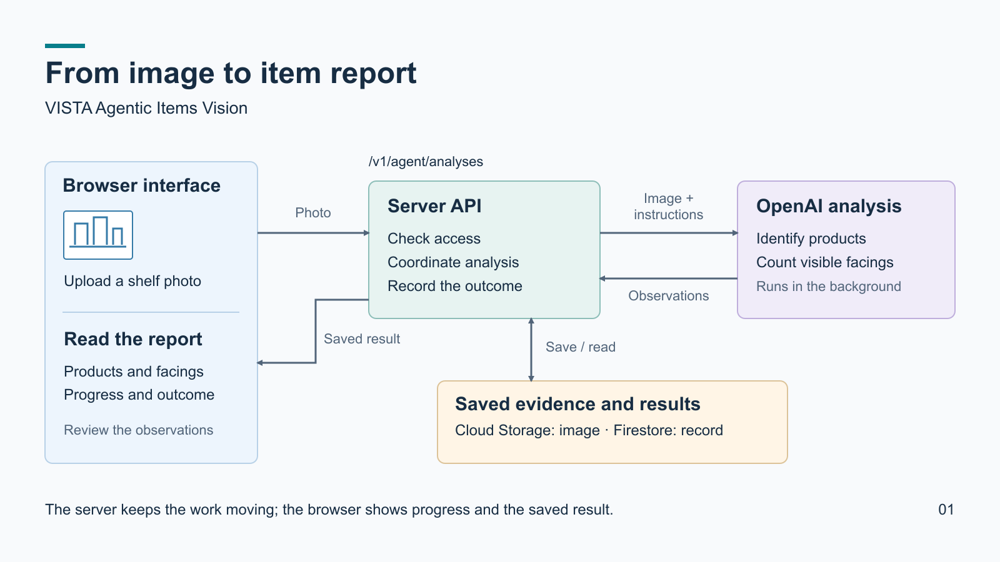 From image to item report
VISTA Agentic Items Vision
Browser interface
Upload a shelf photo
Read the report
Products and facings
Progress and outcome
Review the observations
Photo
Saved result
/v1/agent/analyses
Server API
Check access
Coordinate analysis
Record the outcome
Image +
instructions
Observations
OpenAI analysis
Identify products
Count visible facings
Runs in the background
Save / read
Saved evidence and results
Cloud Storage: image · Firestore: record
The server keeps the work moving; the browser shows progress and the saved result.
01